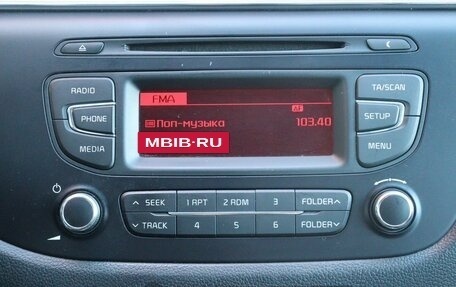 RADIO
FMA
TA/SCAN
AF
PHONE
Поп-музыка 103.40
SETUP
MBIB-RU
MEDIA
MENU
SEEK 1 RPT 2 RDM 3 FOLDER
TRACK 4 5 6 FOLDER